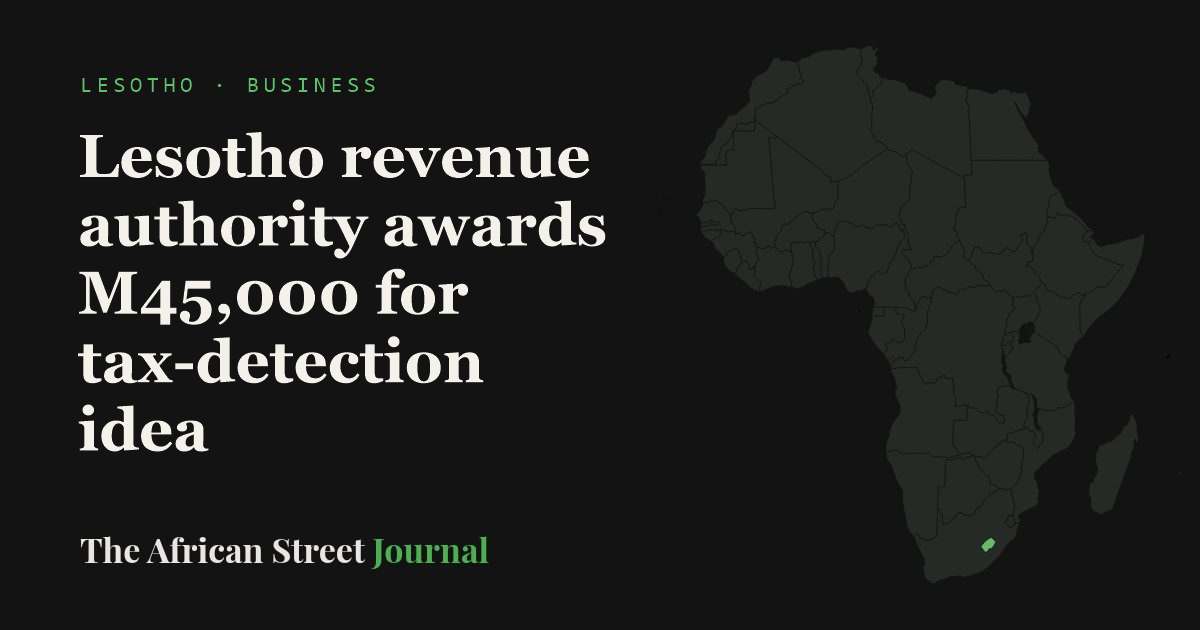 LESOTHO · BUSINESS
Lesotho revenue
authority awards
M45,000 for
tax-detection
idea
The African Street Journal